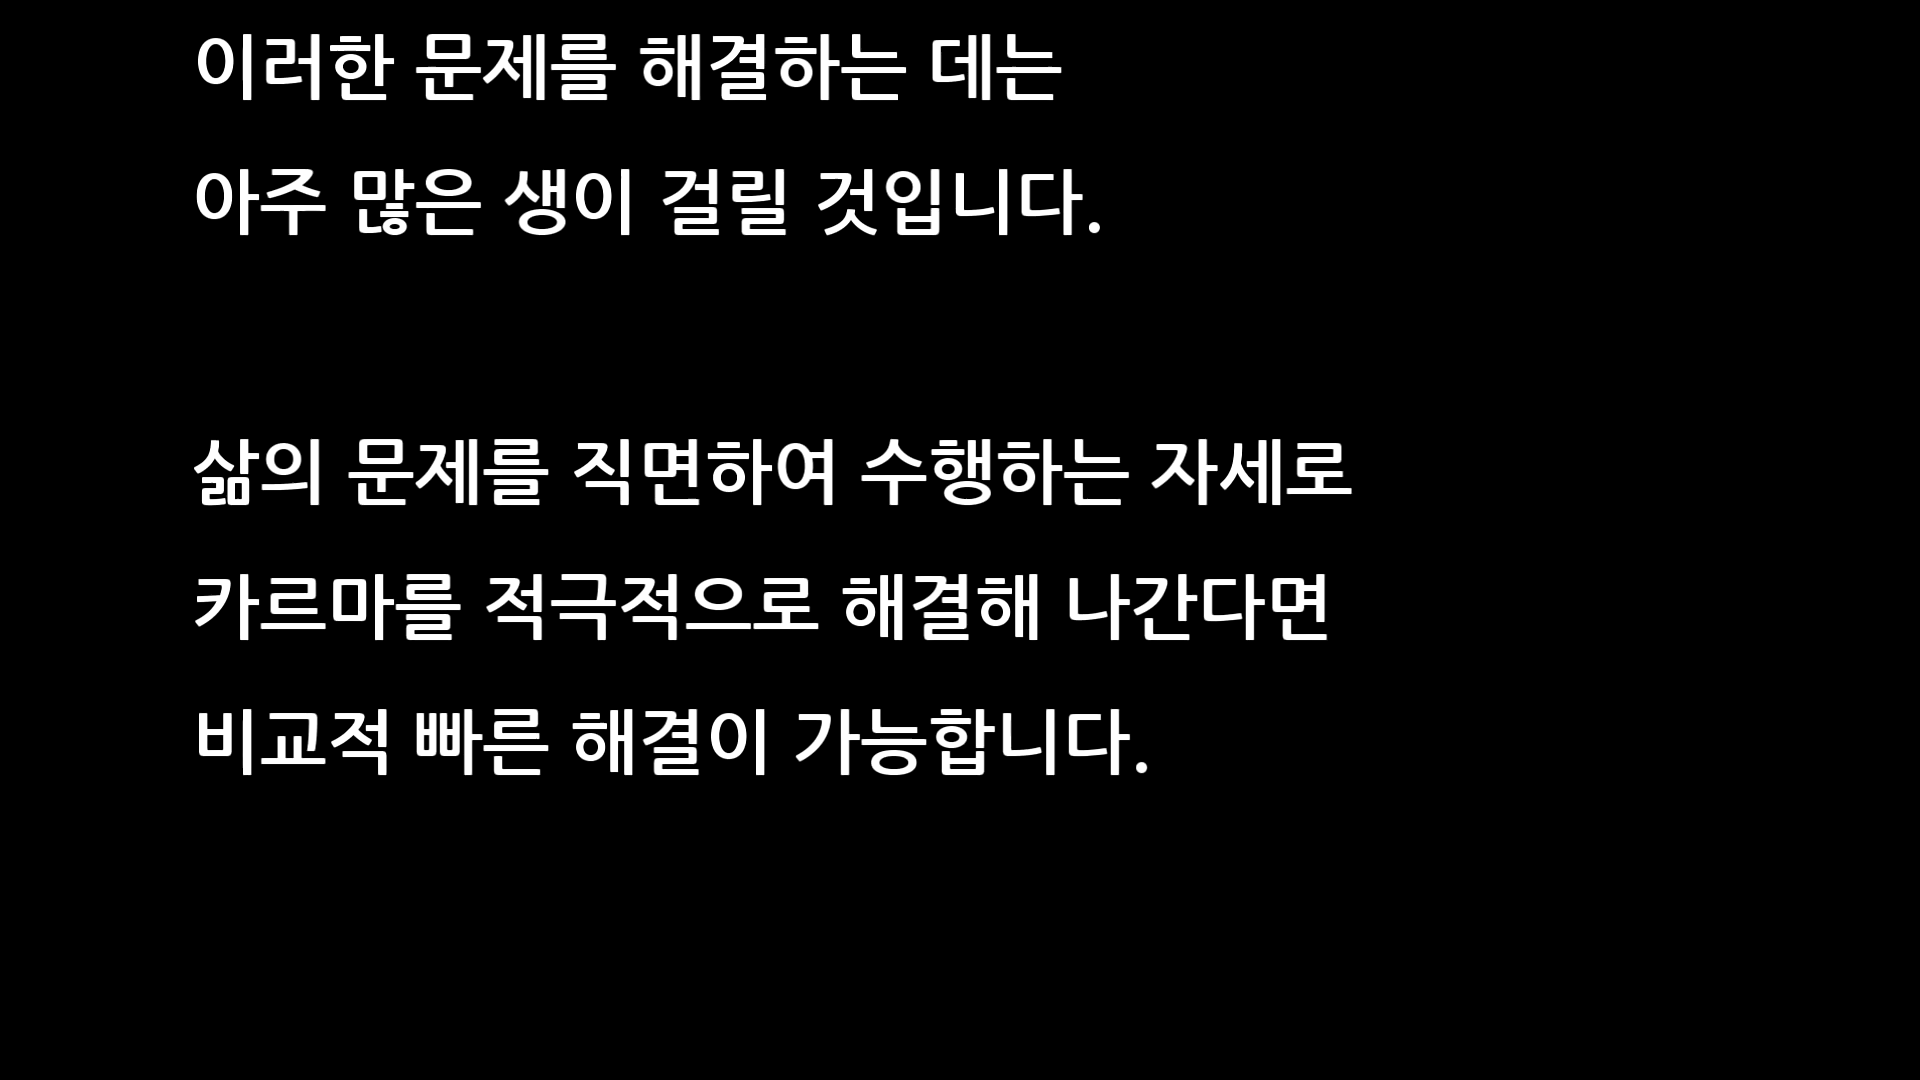 이러한 문제를 해결하는 데는
아주 많은 생이 걸릴 것입니다.
삶의 문제를 직면하여 수행하는 자세로
카르마를 적극적으로 해결해 나간다면
비교적 빠른 해결이 가능합니다.